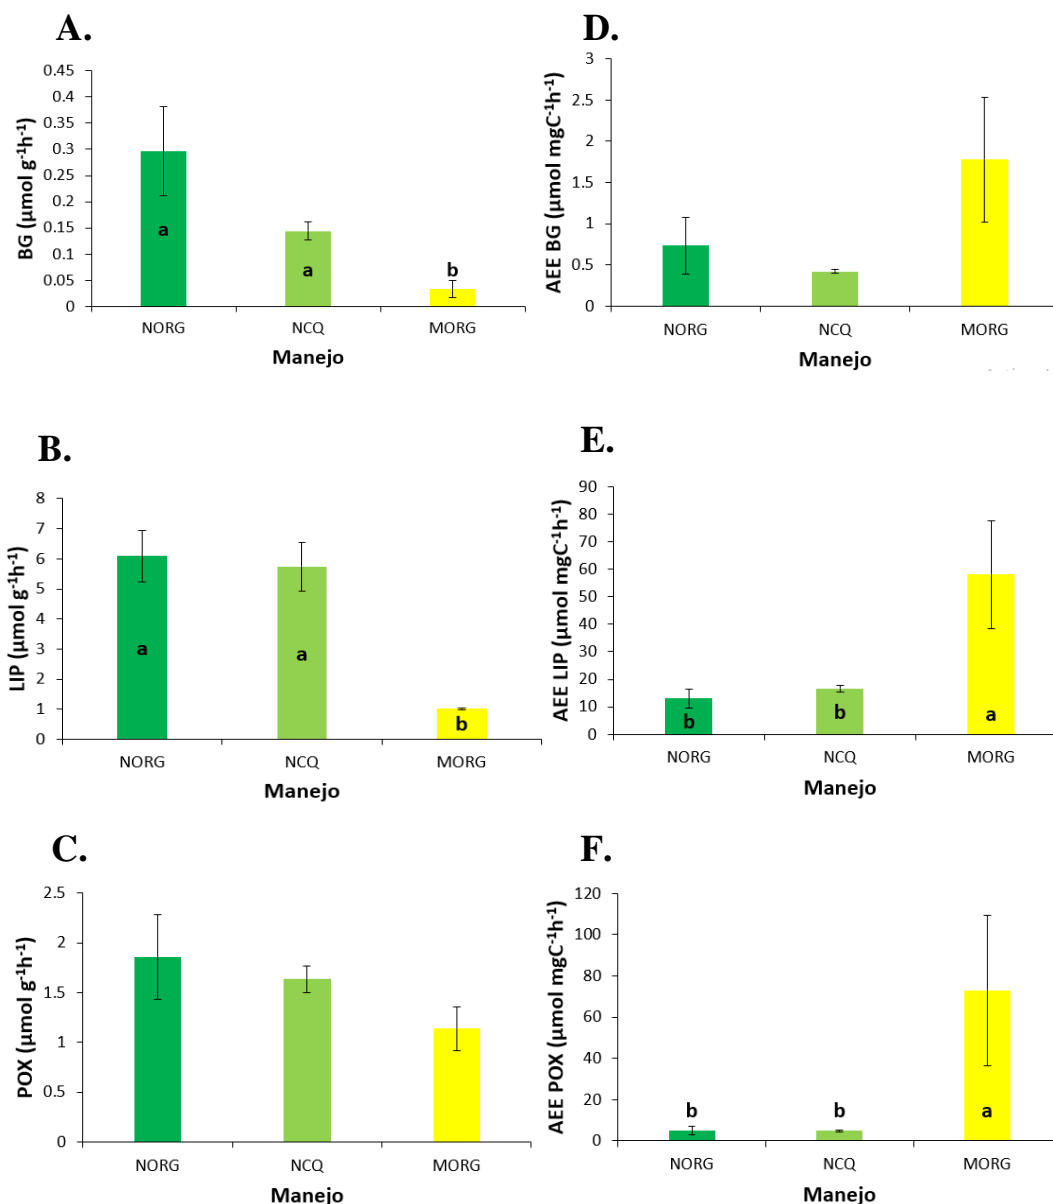 A.
BG (µmol g⁻¹h⁻¹)
0.45
0.4
0.35
0.3
0.25
0.2
0.15
0.1
0.05
0
a
a
b
NORG NCQ MORG
Manejo
D.
AEE BG (µmol mgC⁻¹h⁻¹)
3
2.5
2
1.5
1
0.5
0
NORG NCQ MORG
Manejo
B.
LIP (µmol g⁻¹h⁻¹)
8
7
6
5
4
3
2
1
0
a
a
b
NORG NCQ MORG
Manejo
E.
AEE LIP (µmol mgC⁻¹h⁻¹)
90
80
70
60
50
40
30
20
10
0
b
b
a
NORG NCQ MORG
Manejo
C.
POX (µmol g⁻¹h⁻¹)
2.5
2
1.5
1
0.5
0
NORG NCQ MORG
Manejo
F.
AEE POX (µmol mgC⁻¹h⁻¹)
120
100
80
60
40
20
0
b
b
a
NORG NCQ MORG
Manejo